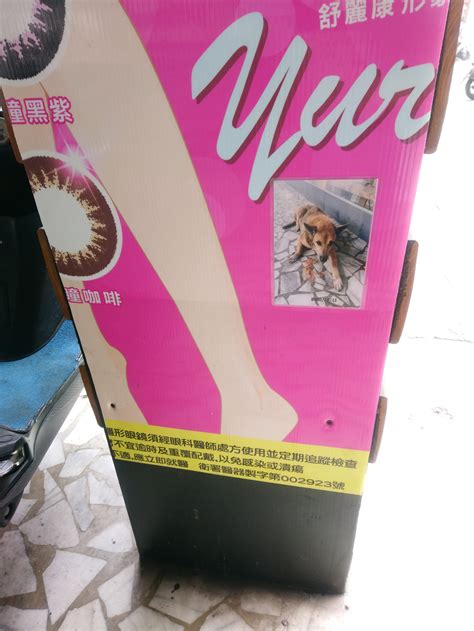 舒麗康形
Yur
瞳黑紫
瞳咖啡
形眼鏡須經眼科醫師處方使用並定期追蹤檢查
不宜逾時及重覆配戴,以免感染或潰瘍
不適,應立即就醫 衛署醫器製字第002923號